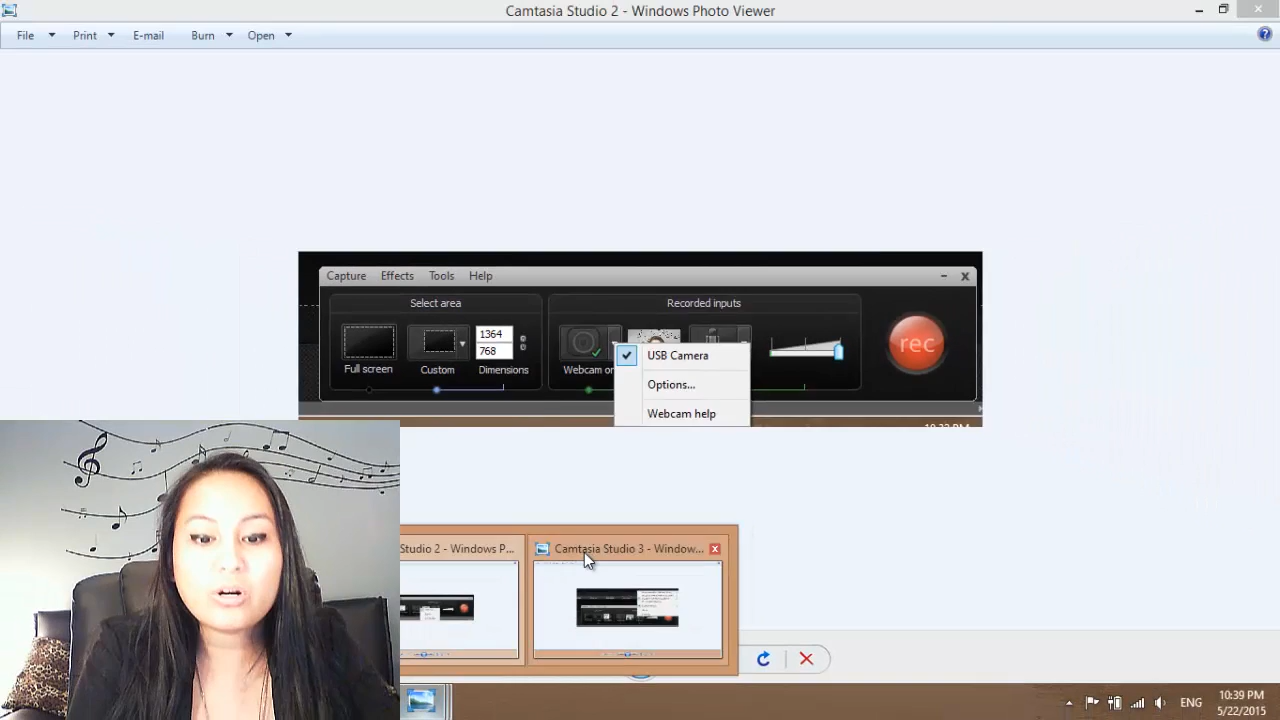 Camtasia Studio 2 - Windows Photo Viewer
File Print E-mail Burn Open
Capture Effects Tools Help
Select area
Recorded inputs
1364
768
rec
Full screen
Custom
Dimensions
Webcam on
USB Camera
Options...
Webcam help
Studio 2 - Windows P...
Camtasia Studio 3 - Window...
ENG
10:39 PM
5/22/2015